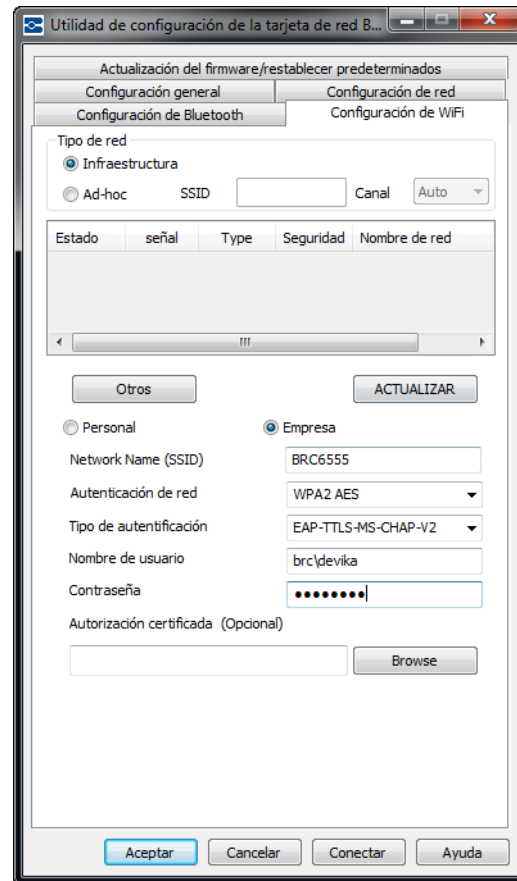 Utilidad de configuración de la tarjeta de red B...
Actualización del firmware/restablecer predeterminados
Configuración general Configuración de red
Configuración de Bluetooth Configuración de WiFi
Tipo de red
Infraestructura
Ad-hoc SSID Canal Auto
Estado señal Type Seguridad Nombre de red
Otros ACTUALIZAR
Personal Empresa
Network Name (SSID) BRC6555
Autenticación de red WPA2 AES
Tipo de autentificación EAP-TTLS-MS-CHAP-V2
Nombre de usuario brc\devika
Contraseña ●●●●●●●●
Autorización certificada (Opcional)
Browse
Aceptar Cancelar Conectar Ayuda